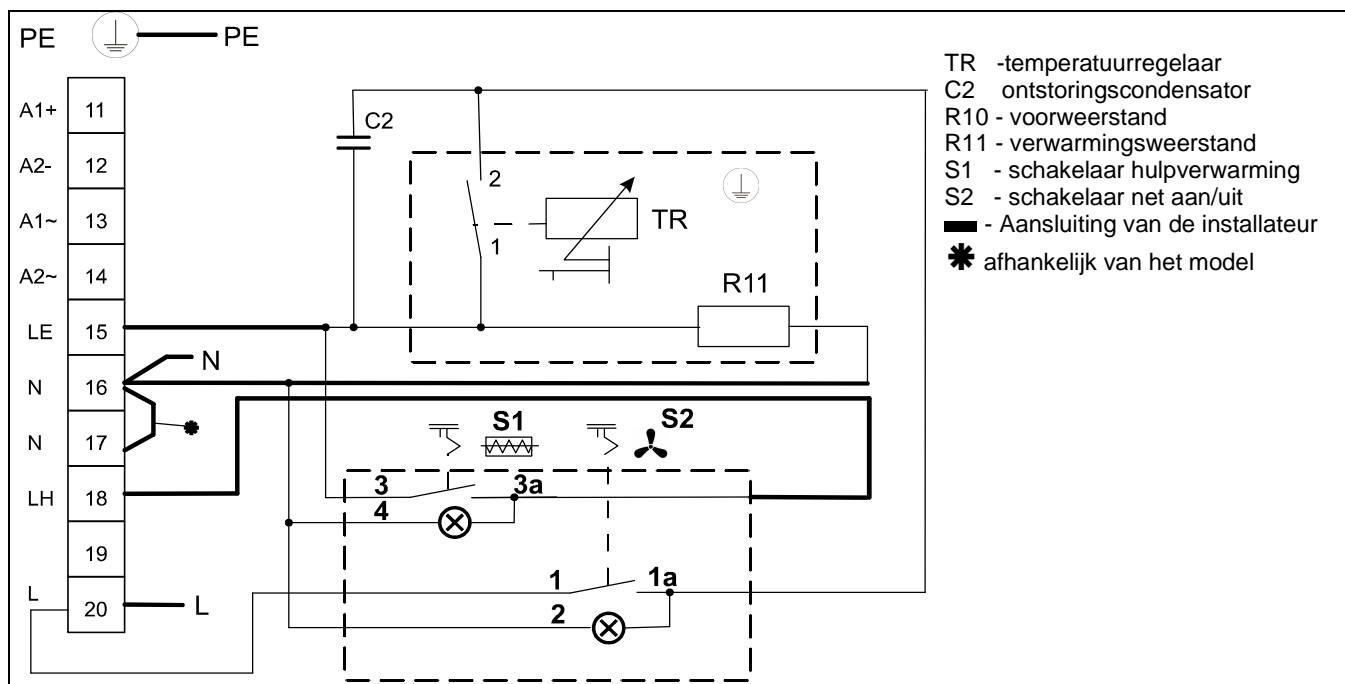 PE PE
A1+ 11
A2- 12
A1~ 13
A2~ 14
LE 15
N 16 N
N 17
LH 18
19
L 20 L
C2
2
1
TR
R11
S1 S2
3 3a
4
1 1a
2
TR -temperatuurregelaar
C2 ontstoringscondensator
R10 - voorweerstand
R11 - verwarmingsweerstand
S1 - schakelaar hulpverwarming
S2 - schakelaar net aan/uit
- Aansluiting van de installateur
afhankelijk van het model